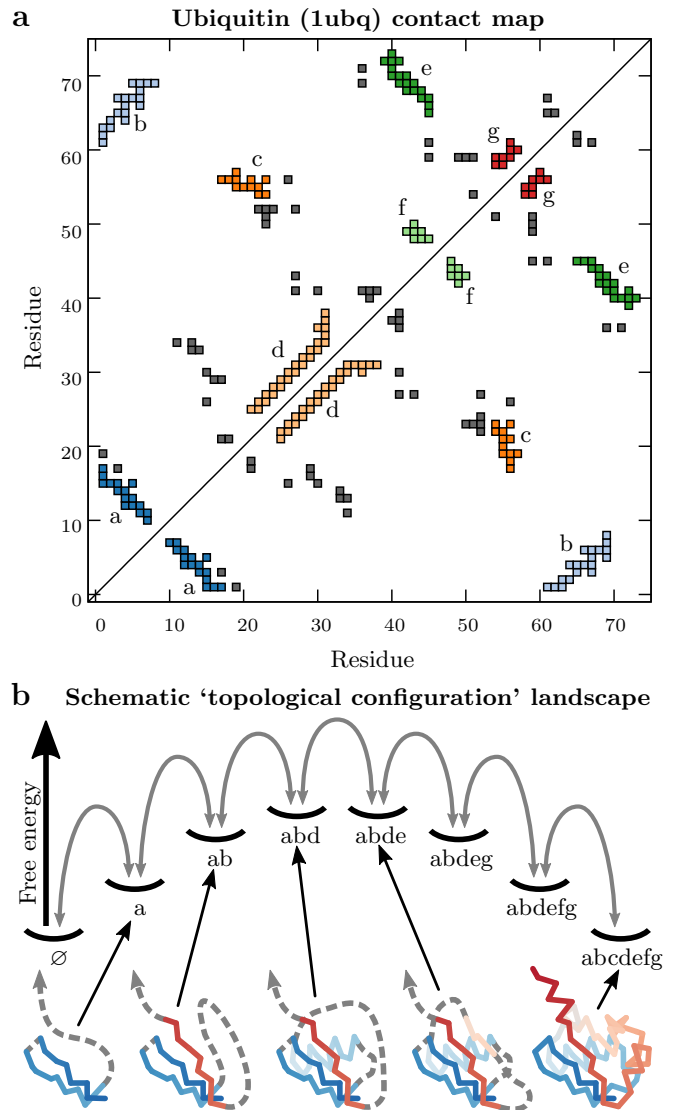 a Ubiquitin (1ubq) contact map
70
60
50
40
30
20
10
0
Residue
b
c
e
g
g
f
f
e
d
d
c
a
a
b
0 10 20 30 40 50 60 70
Residue
b Schematic ‘topological configuration’ landscape
Free energy
∅
a
ab
abd
abde
abdeg
abdefg
abcdefg